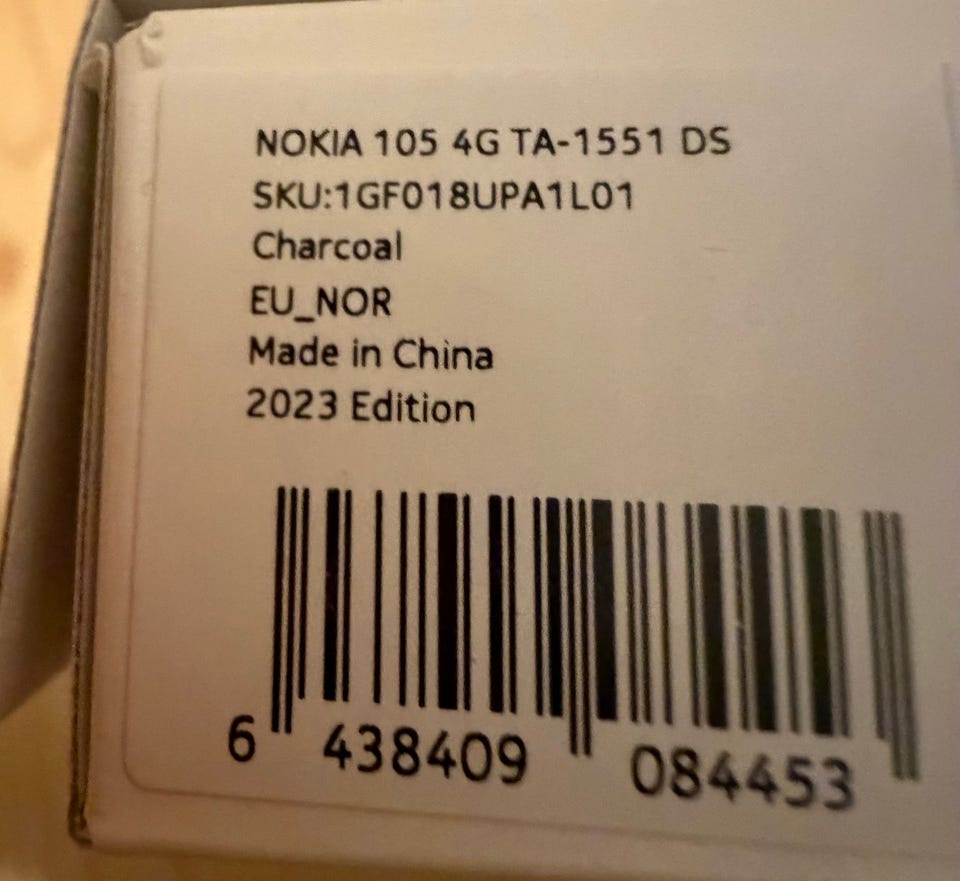 NOKIA 105 4G TA-1551 DS
SKU:1GF018UPA1L01
Charcoal
EU_NOR
Made in China
2023 Edition
6 438409 084453